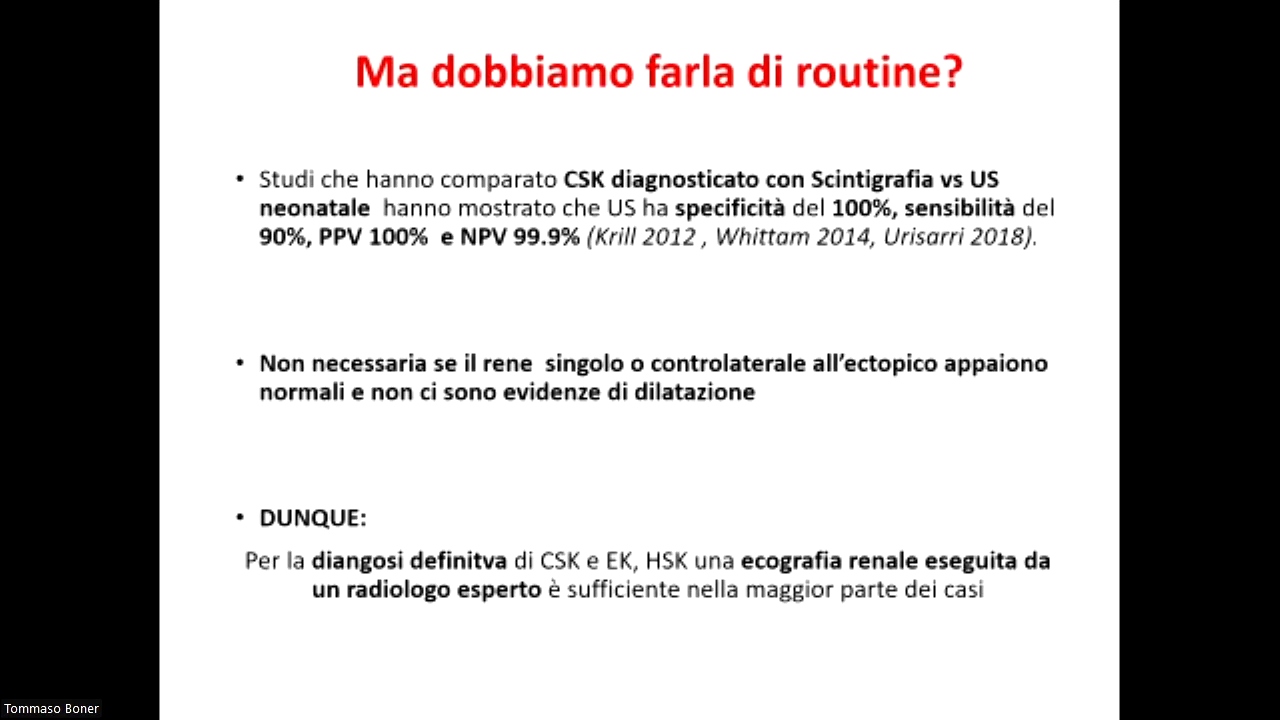 Ma dobbiamo farla di routine?
• Studi che hanno comparato CSK diagnosticato con Scintigrafia vs US
neonatale hanno mostrato che US ha specificità del 100%, sensibilità del
90%, PPV 100% e NPV 99.9% (Krill 2012 , Whittam 2014, Urisarri 2018).
• Non necessaria se il rene singolo o controlaterale all’ectopico appaiono
normali e non ci sono evidenze di dilatazione
• DUNQUE:
Per la diangosi definitva di CSK e EK, HSK una ecografia renale eseguita da
un radiologo esperto è sufficiente nella maggior parte dei casi
Tommaso Boner